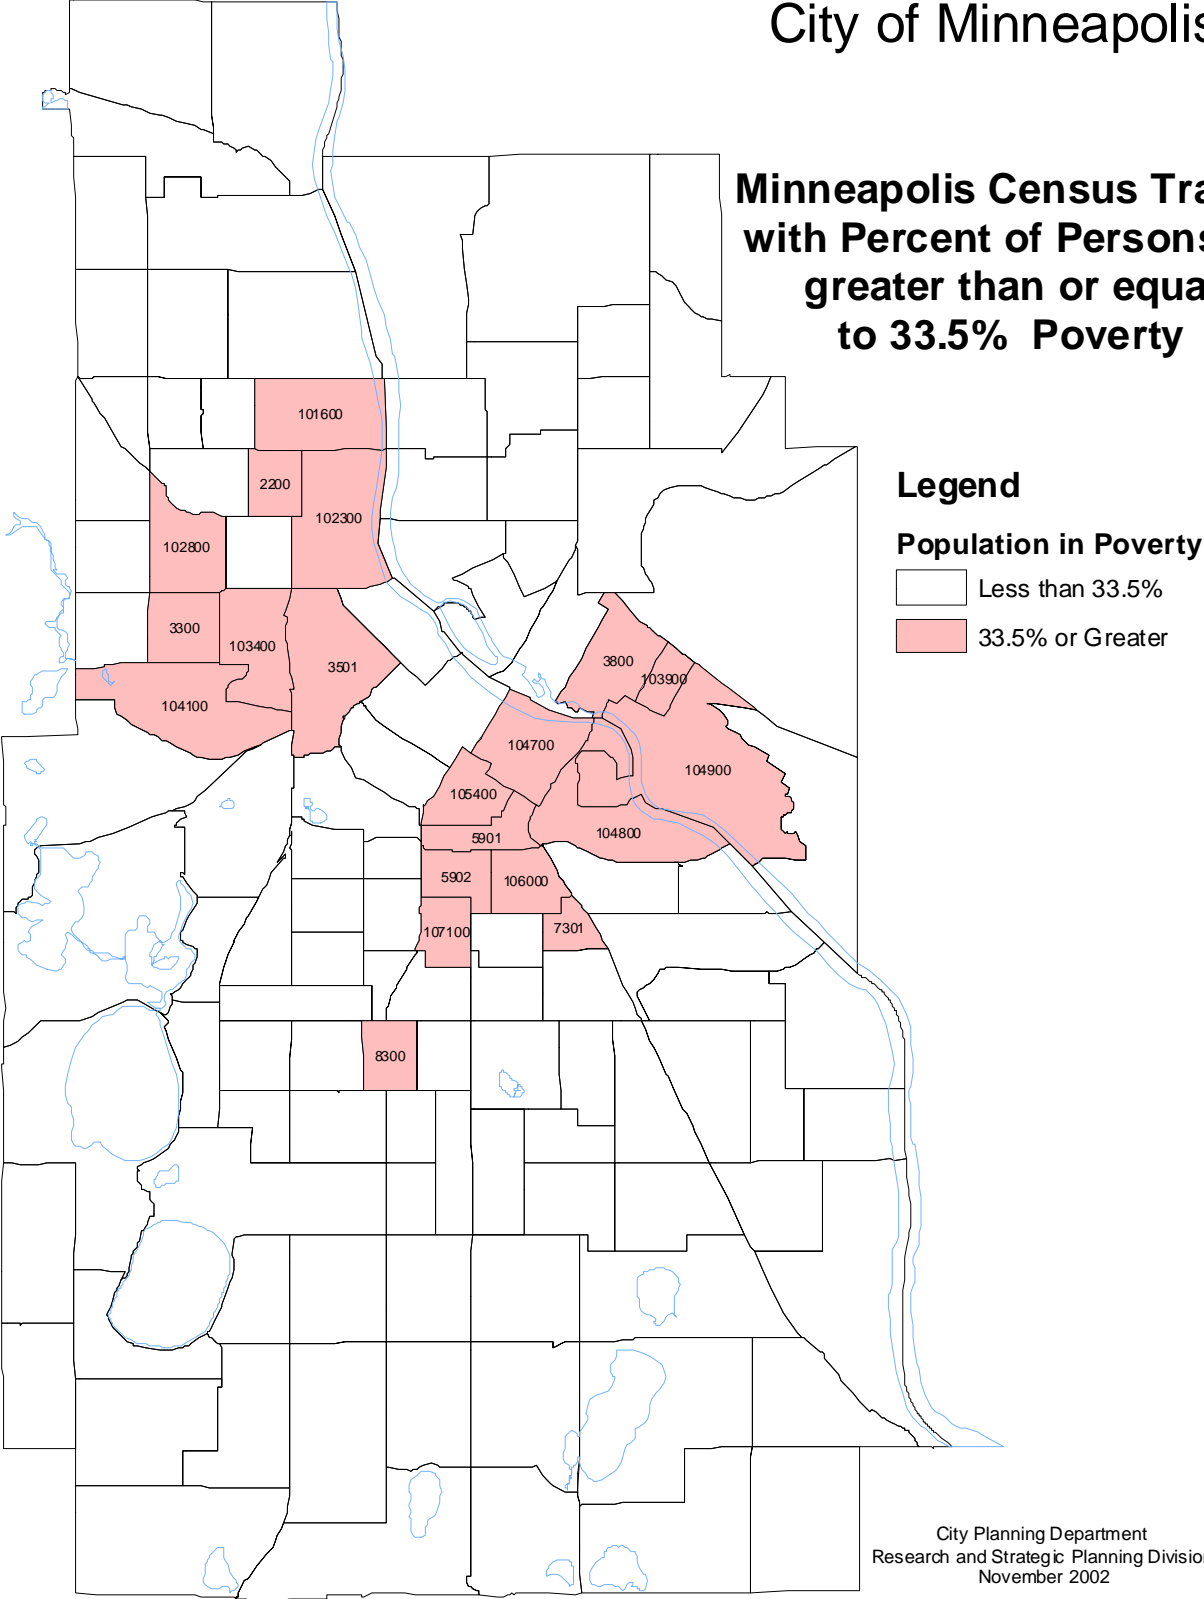 City of Minneapolis
Minneapolis Census Tra
with Percent of Persons
greater than or equa
to 33.5% Poverty
Legend
Population in Poverty
Less than 33.5%
33.5% or Greater
101600
2200
102300
102800
3300
103400
3501
104100
3800
103900
104700
104900
105400
104800
5901
5902
106000
107100
7301
8300
City Planning Department
Research and Strategic Planning Divisio
November 2002